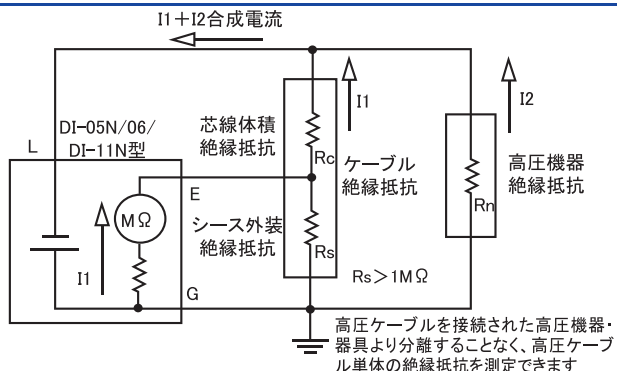 I1＋I2合成電流
DI-05N/06/
DI-11N型
L
芯線体積
絶縁抵抗
Rc
I1
I2
ケーブル
絶縁抵抗
高圧機器
絶縁抵抗
Rn
E
MΩ
シース外装
絶縁抵抗
Rs
I1
G
Rs＞1MΩ
高圧ケーブルを接続された高圧機器・
器具より分離することなく、高圧ケーブ
ル単体の絶縁抵抗を測定できます